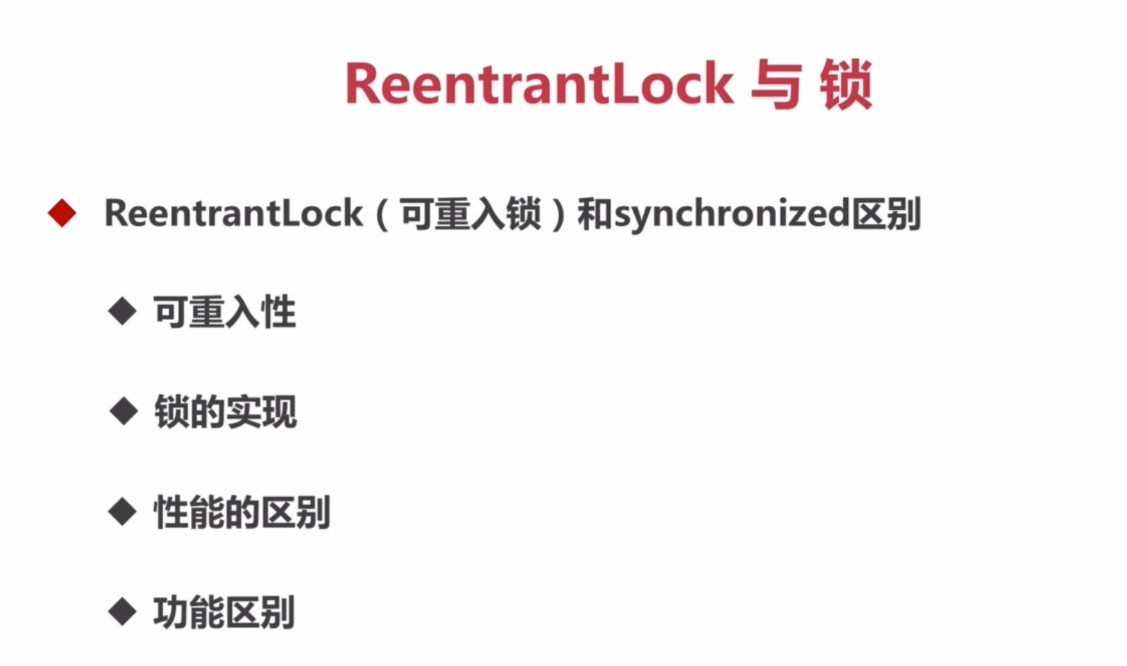 ReentrantLock 与 锁
ReentrantLock（可重入锁）和synchronized区别
可重入性
锁的实现
性能的区别
功能区别